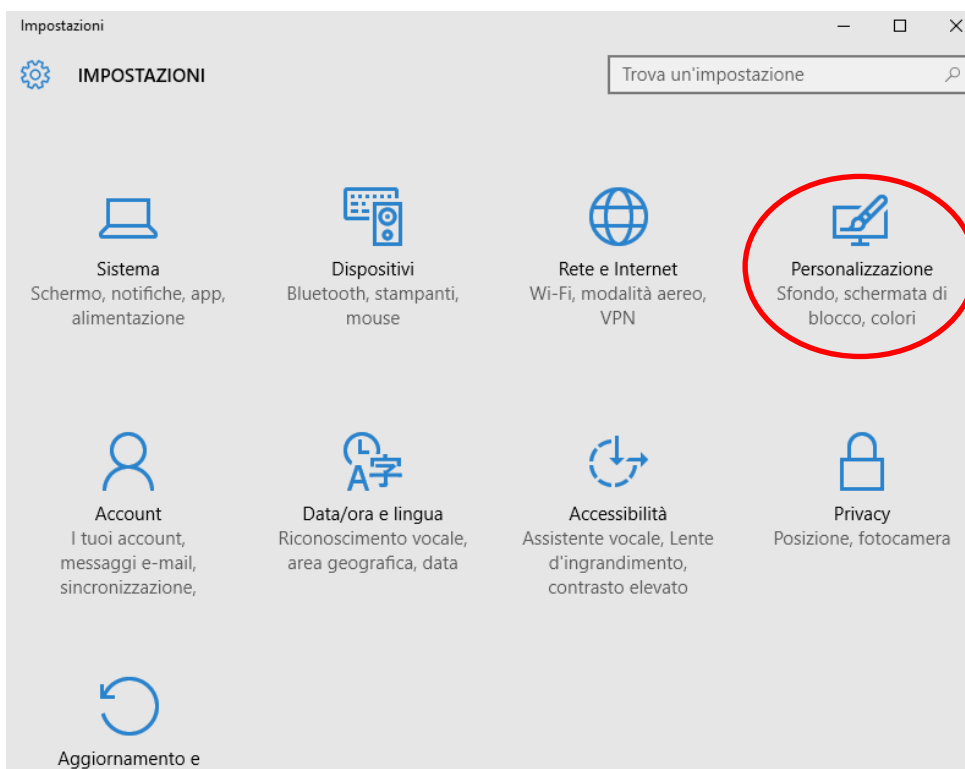 Impostazioni
IMPOSTAZIONI
Trova un'impostazione
Sistema
Schermo, notifiche, app,
alimentazione
Dispositivi
Bluetooth, stampanti,
mouse
Rete e Internet
Wi-Fi, modalità aereo,
VPN
Personalizzazione
Sfondo, schermata di
blocco, colori
Account
I tuoi account,
messaggi e-mail,
sincronizzazione,
A字
Data/ora e lingua
Riconoscimento vocale,
area geografica, data
Accessibilità
Assistente vocale, Lente
d'ingrandimento,
contrasto elevato
Privacy
Posizione, fotocamera
Aggiornamento e